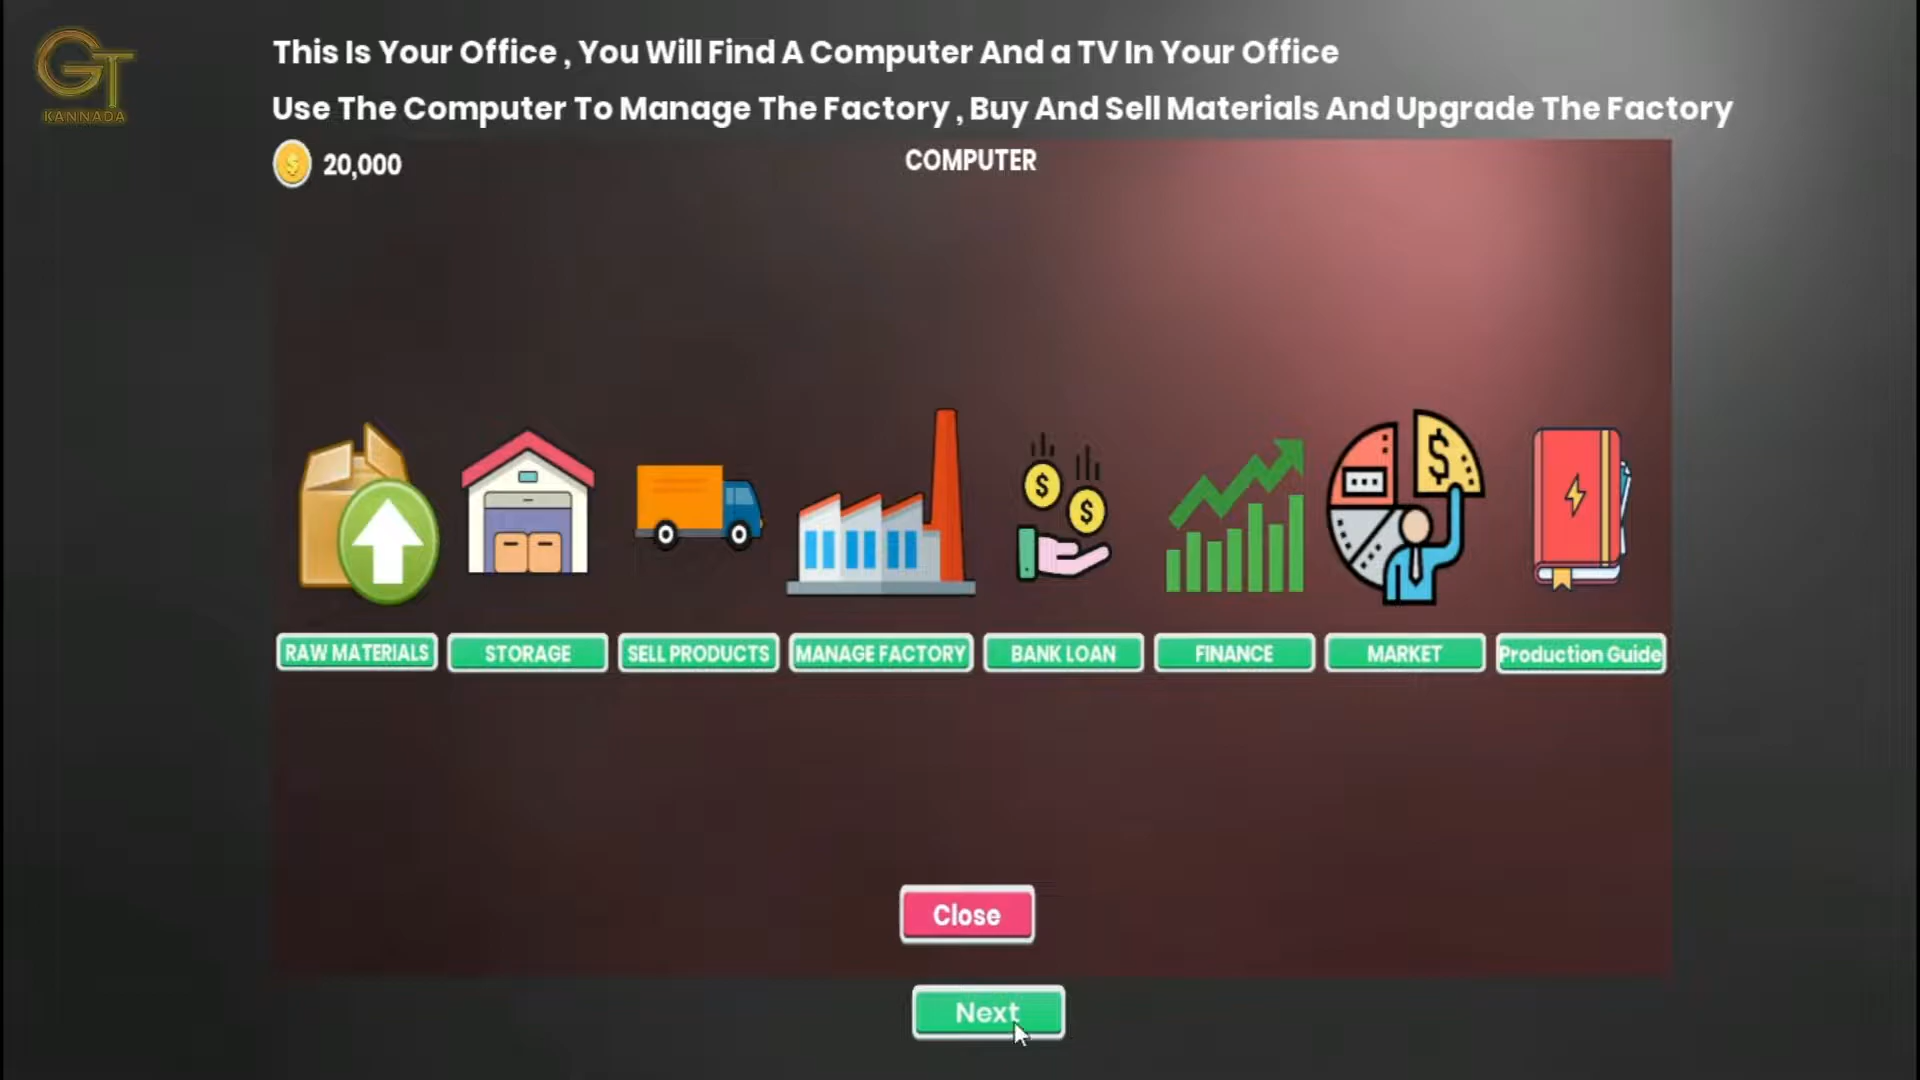 GT
KANNADA
This Is Your Office , You Will Find A Computer And a TV In Your Office
Use The Computer To Manage The Factory , Buy And Sell Materials And Upgrade The Factory
20,000
COMPUTER
RAW MATERIALS
STORAGE
SELL PRODUCTS
MANAGE FACTORY
BANK LOAN
FINANCE
MARKET
Production Guide
Close
Next